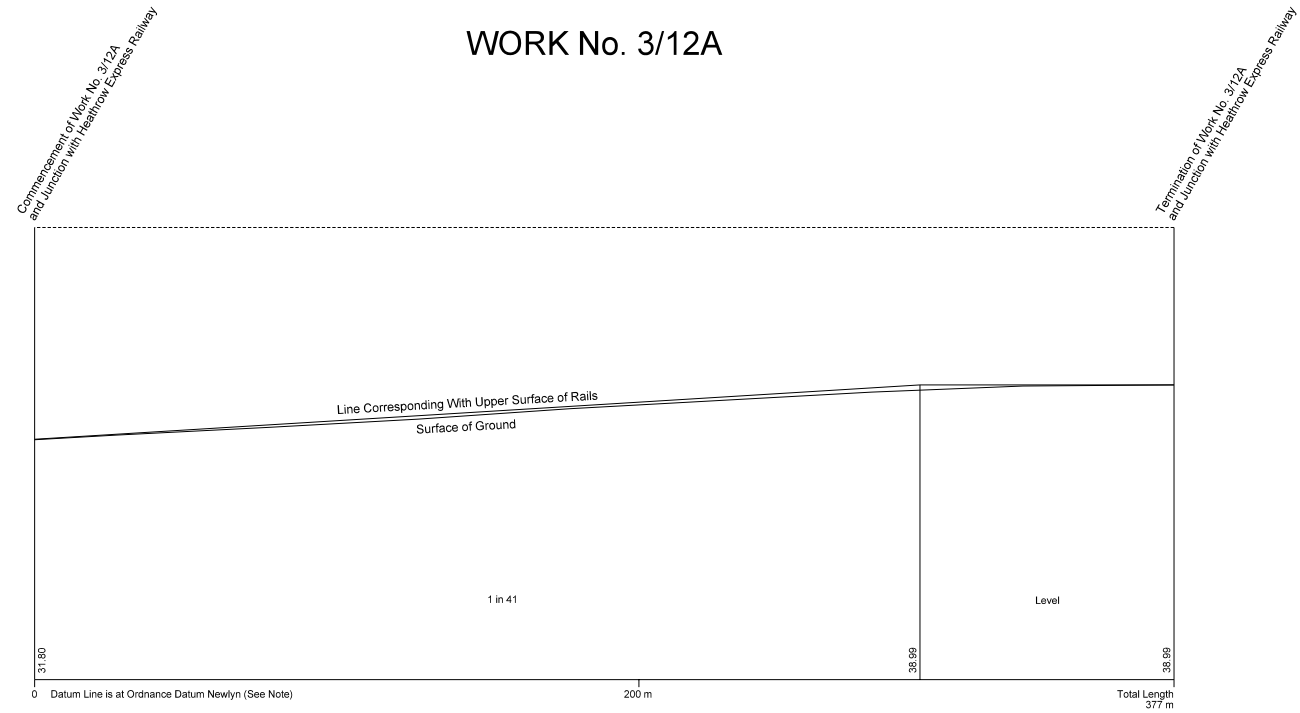 WORK No. 3/12A
Commencement of Work No. 3/12A
and Junction with Heathrow Express Railway
Termination of Work No. 3/12A
and Junction with Heathrow Express Railway
Line Corresponding With Upper Surface of Rails
Surface of Ground
1 in 41
Level
31.80
38.99
38.99
0 Datum Line is at Ordnance Datum Newlyn (See Note)
200 m
Total Length
377 m